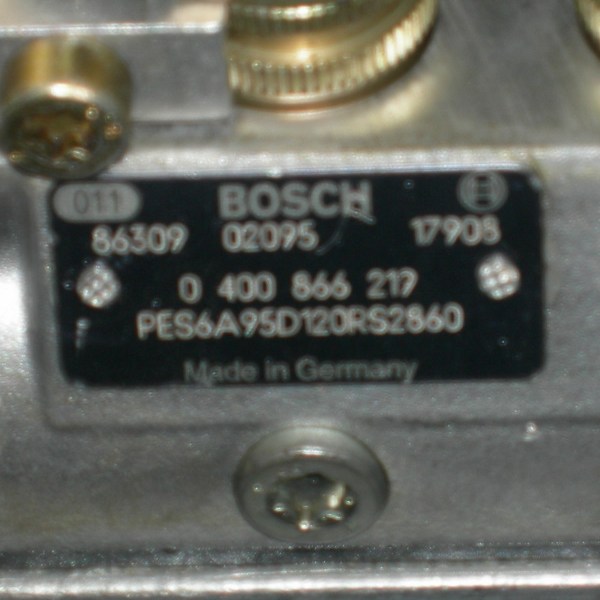 011 BOSCH
86309 02095 17908
0 400 866 217
PES6A95D120RS2860
Made in Germany